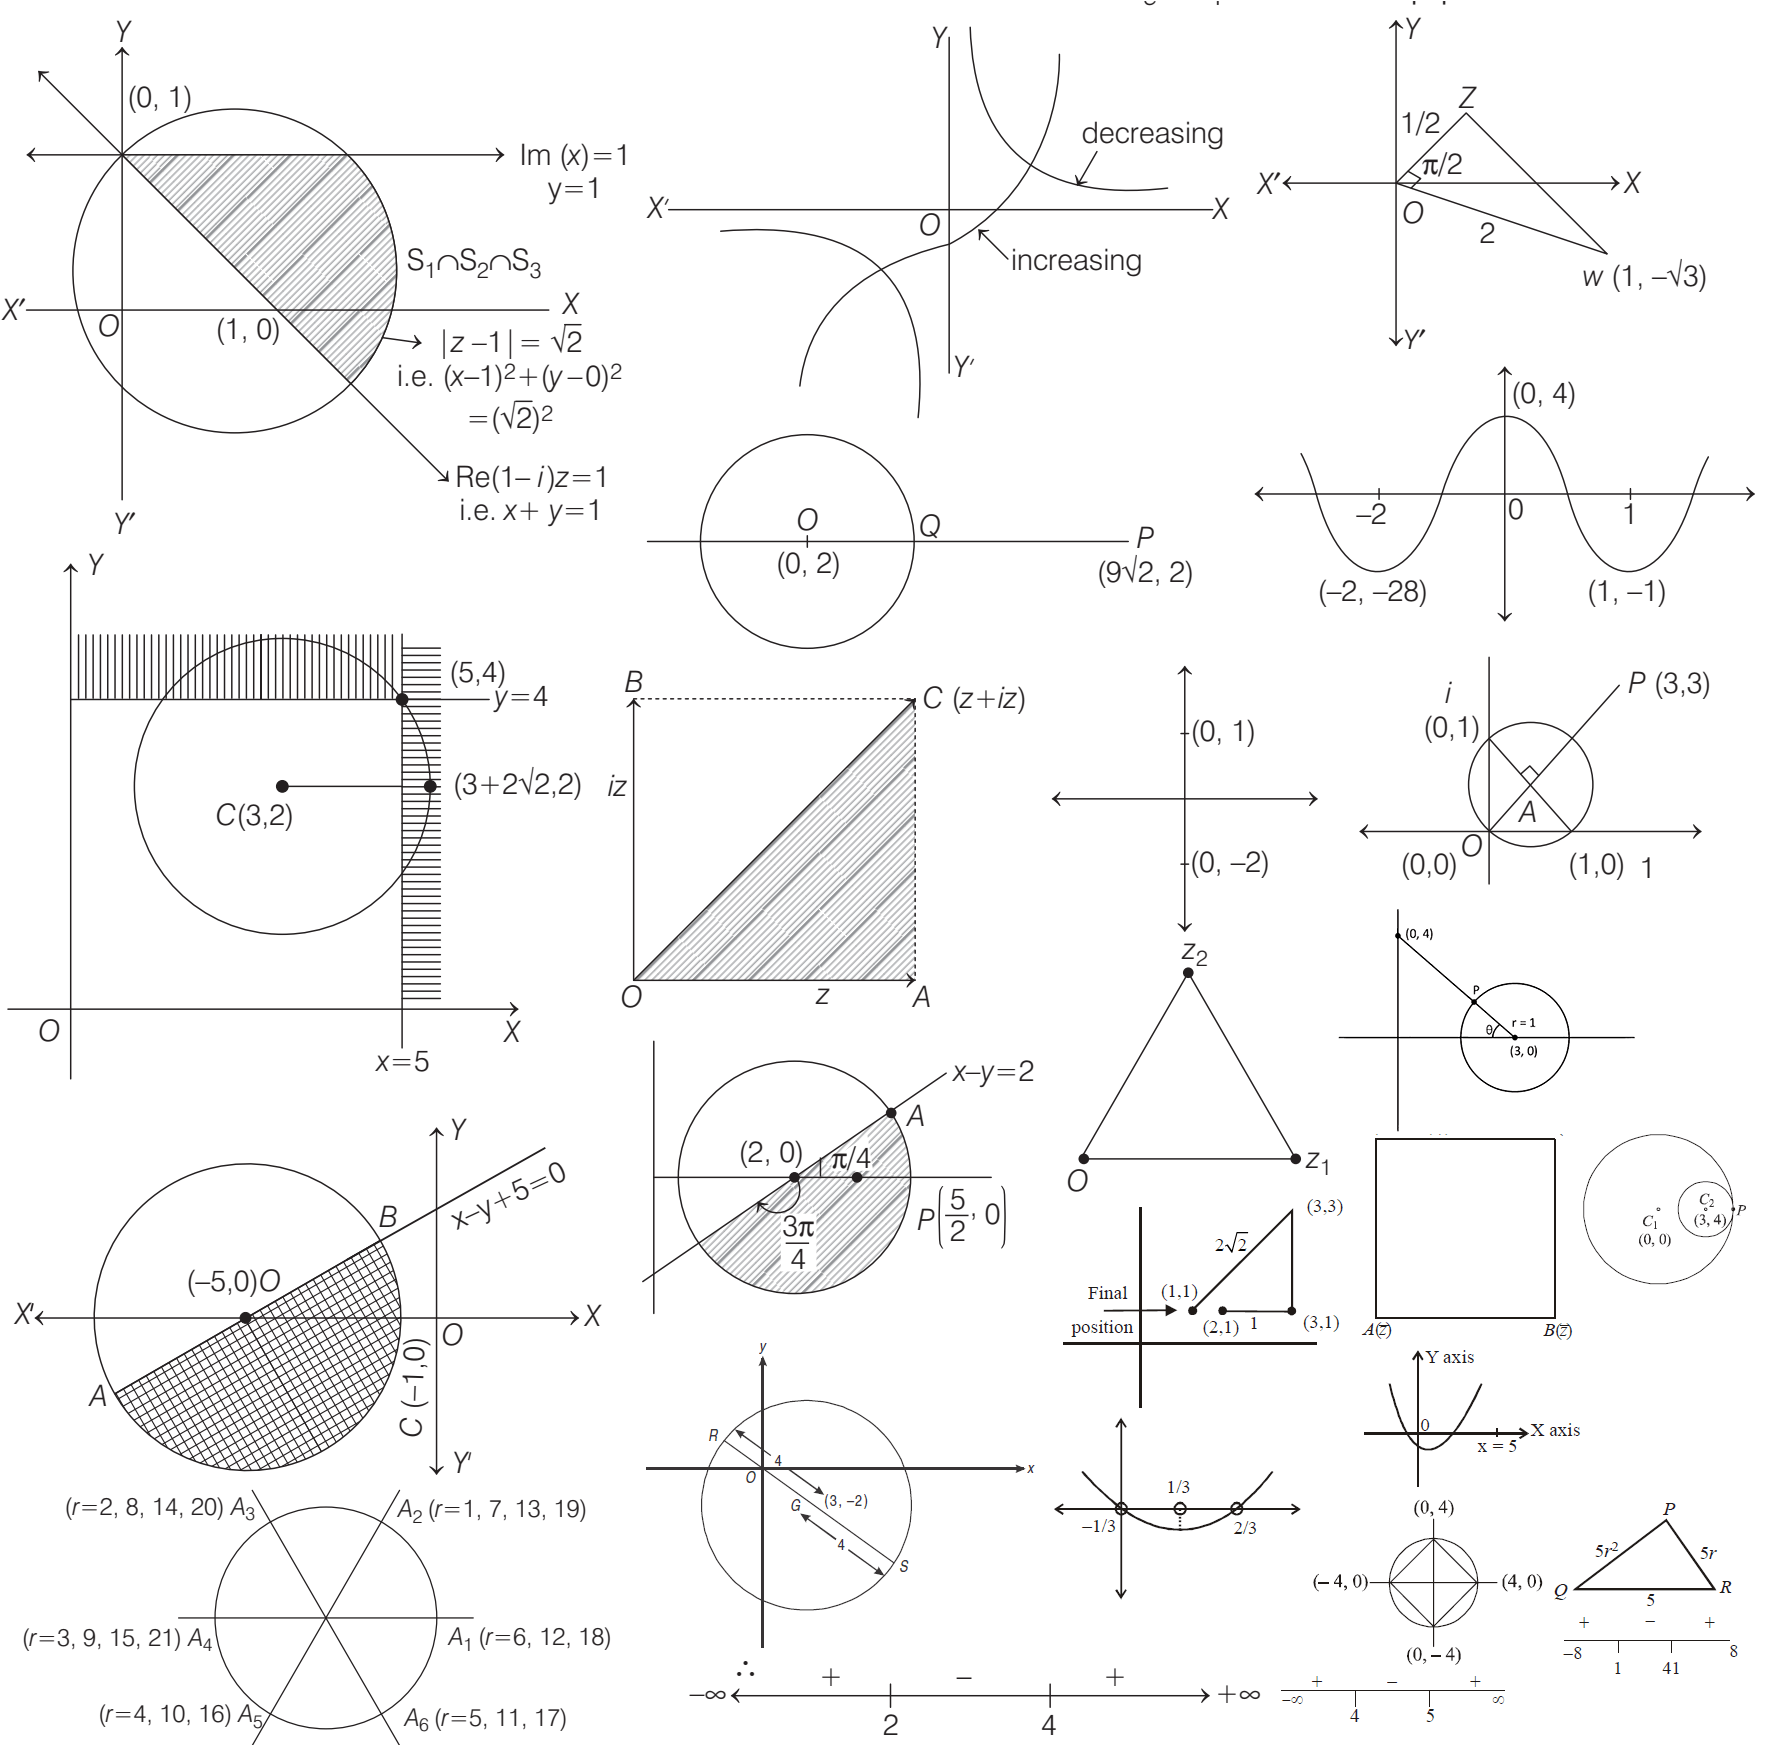 Y
(0, 1)
Im (x)=1
y=1
S₁∩S₂∩S₃
X′
O
(1, 0)
X
|z –1| = √2
i.e. (x–1)²+(y–0)²
=(√2)²
Re(1– i)z=1
i.e. x+ y=1
Y′
Y
decreasing
X′
O
X
increasing
Y′
Y
Z
1/2
π/2
X′
X
O
2
w (1, –√3)
Y′
O
Q
P
(0, 2)
(9√2, 2)
(0, 4)
–2
0
1
(–2, –28)
(1, –1)
Y
(5,4)
y=4
(3+2√2,2)
C(3,2)
O
X
x=5
B
C (z+iz)
iz
O
z
A
(0, 1)
(0, –2)
i
P (3,3)
(0,1)
A
O
(0,0)
(1,0) 1
z₂
O
z₁
(0, 4)
P
r = 1
θ
(3, 0)
x–y=2
A
(2, 0)
π/4
3π/4
P(5/2, 0)
Y
x–y+5=0
B
(–5,0)O
X′
X
O
A
C (–1,0)
Y′
(3,3)
2√2
Final
position
(1,1)
(2,1) 1
(3,1)
A(z̅)
B(z̅)
C₁
(0, 0)
C₂
(3, 4)
P
Y axis
0
X axis
x = 5
y
R
4
O
x
(3, –2)
G
4
S
1/3
–1/3
2/3
(0, 4)
(– 4, 0)
(4, 0)
(0, – 4)
P
5r²
5r
Q
5
R
+ – +
–8 1 41 8
(r=2, 8, 14, 20) A₃
A₂ (r=1, 7, 13, 19)
(r=3, 9, 15, 21) A₄
A₁ (r=6, 12, 18)
(r=4, 10, 16) A₅
A₆ (r=5, 11, 17)
∴ + – +
–∞ +∞
2 4
+ – +
–∞ ∞
4 5